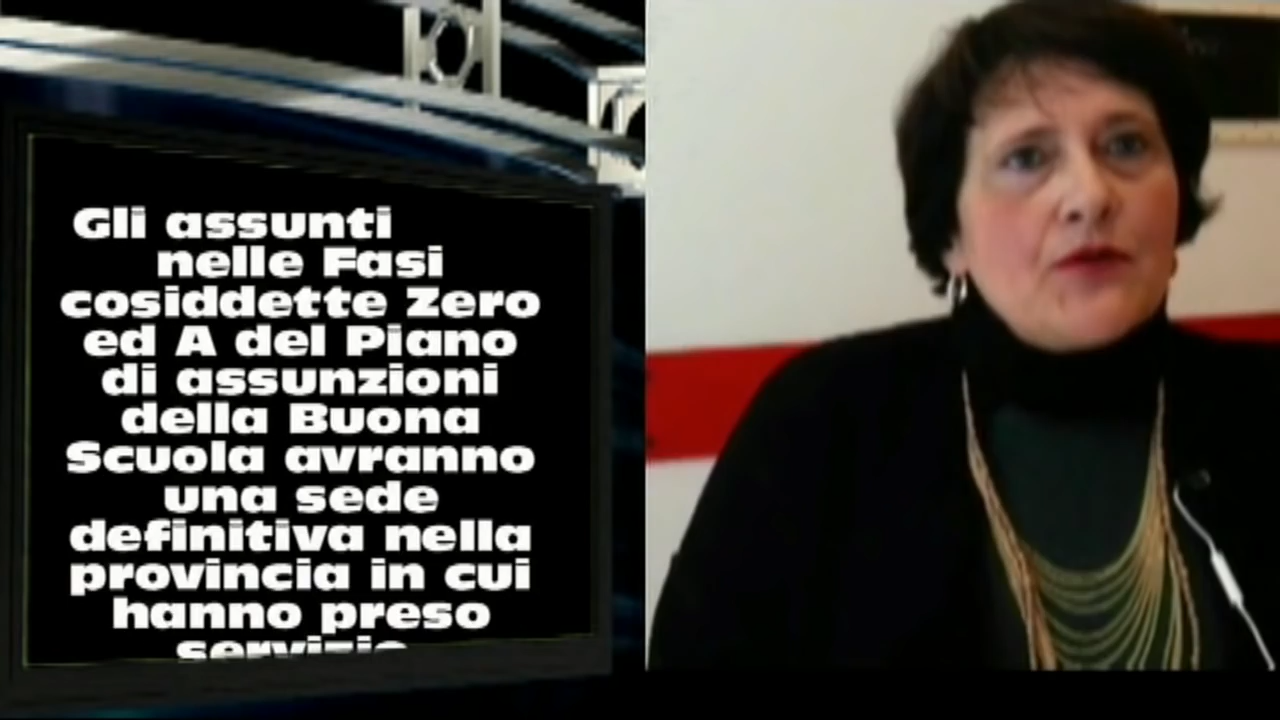 Gli assunti
nelle Fasi
cosiddette Zero
ed A del Piano
di assunzioni
della Buona
Scuola avranno
una sede
definitiva nella
provincia in cui
hanno preso
servizio